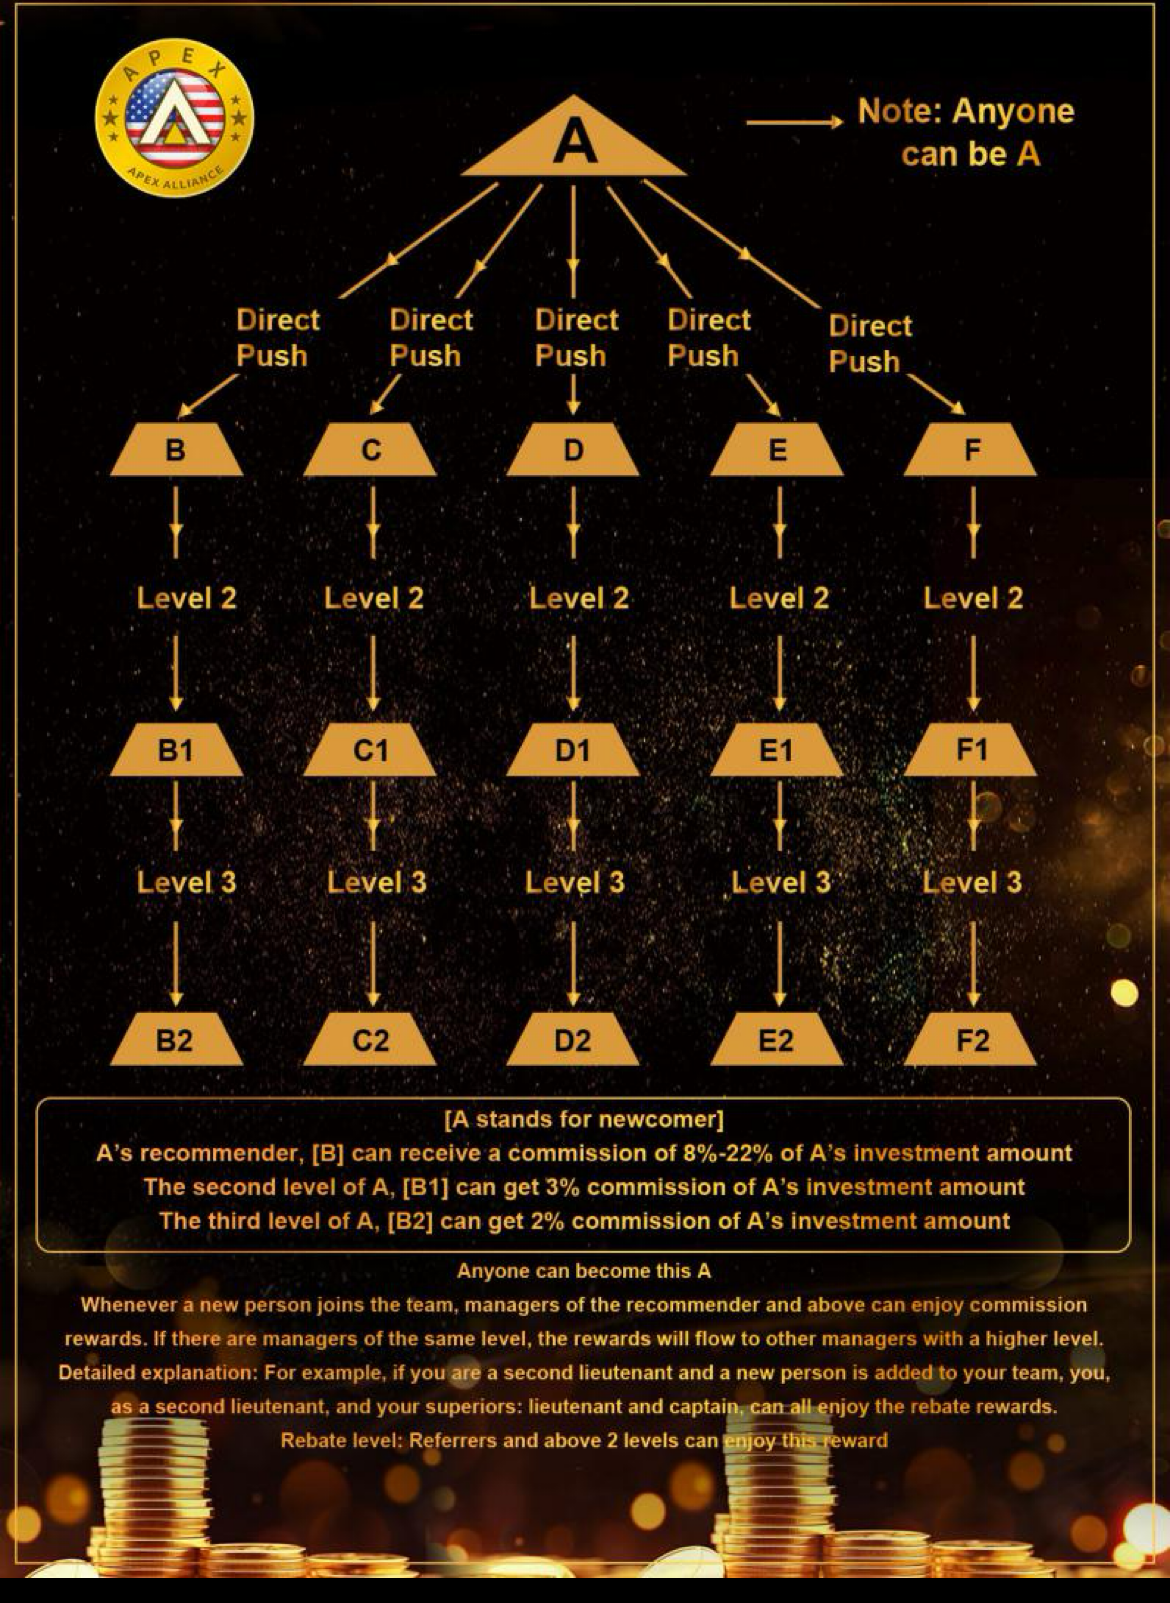 APEX
APEX ALLIANCE
A
Note: Anyone
can be A
Direct Direct Direct Direct Direct
Push Push Push Push Push
B C D E F
Level 2 Level 2 Level 2 Level 2 Level 2
B1 C1 D1 E1 F1
Level 3 Level 3 Level 3 Level 3 Level 3
B2 C2 D2 E2 F2
[A stands for newcomer]
A's recommender, [B] can receive a commission of 8%-22% of A's investment amount
The second level of A, [B1] can get 3% commission of A's investment amount
The third level of A, [B2] can get 2% commission of A's investment amount
Anyone can become this A
Whenever a new person joins the team, managers of the recommender and above can enjoy commission
rewards. If there are managers of the same level, the rewards will flow to other managers with a higher level.
Detailed explanation: For example, if you are a second lieutenant and a new person is added to your team, you,
as a second lieutenant, and your superiors: lieutenant and captain, can all enjoy the rebate rewards.
Rebate level: Referrers and above 2 levels can enjoy this reward